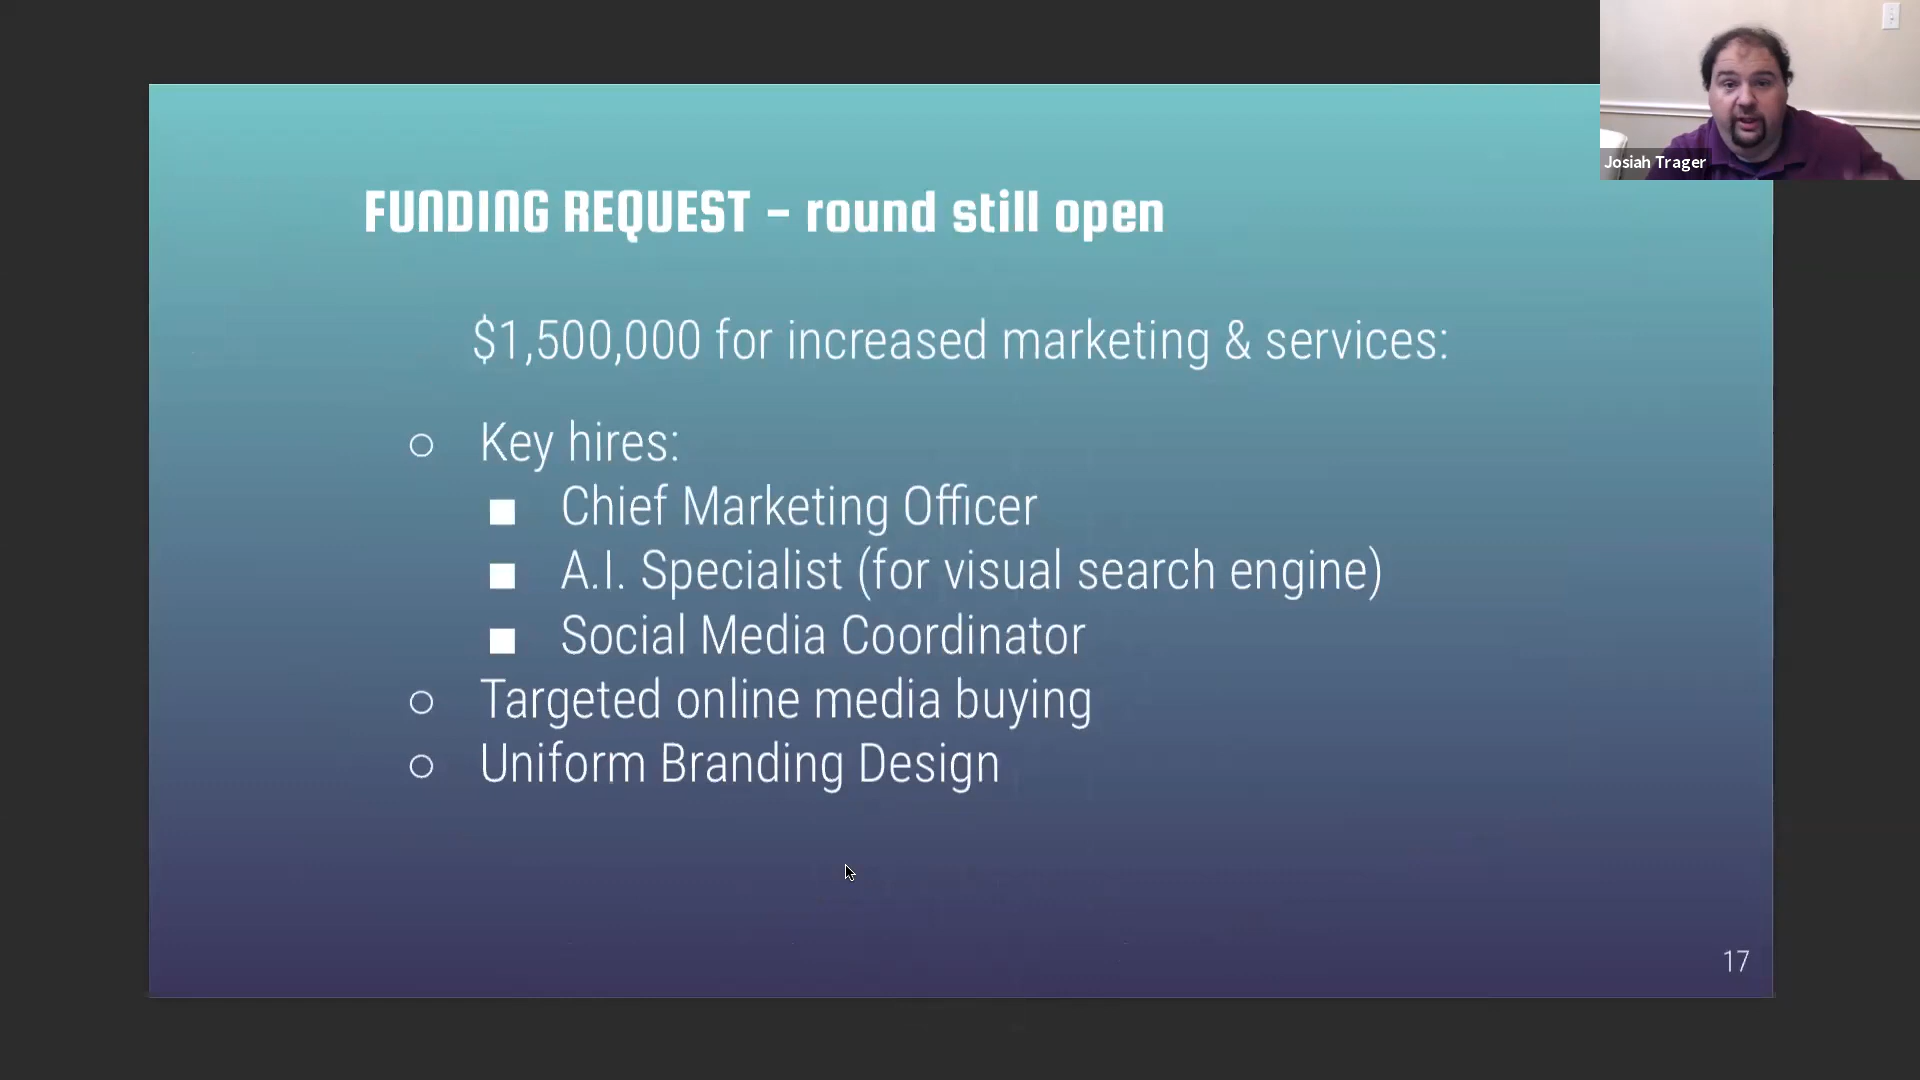 Josiah Trager
FUNDING REQUEST – round still open
$1,500,000 for increased marketing & services:
○ Key hires:
■ Chief Marketing Officer
■ A.I. Specialist (for visual search engine)
■ Social Media Coordinator
○ Targeted online media buying
○ Uniform Branding Design
17